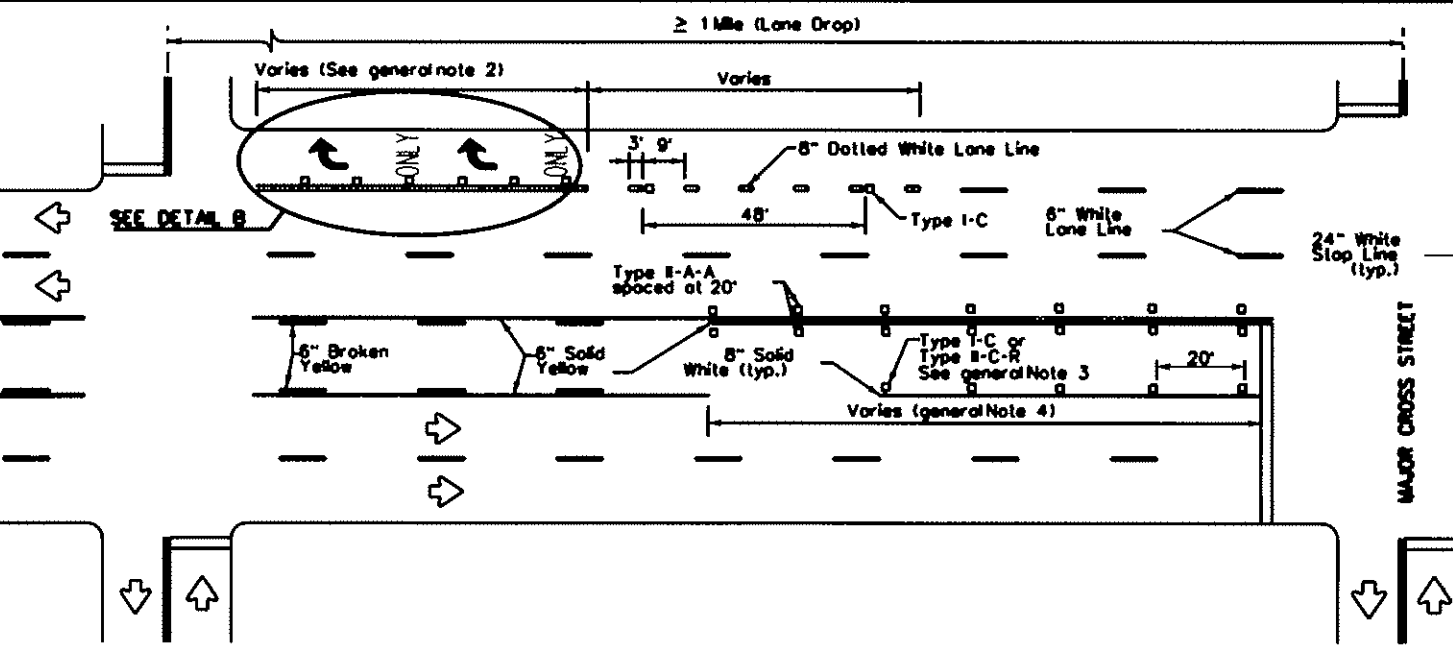 ≥ 1 Mile (Lane Drop)
Varies (See general note 2)
Varies
ONLY
ONLY
3' 9'
8" Dotted White Lane Line
48'
Type I-C
SEE DETAIL B
6" White
Lane Line
24" White
Stop Line
(typ.)
Type II-A-A
spaced at 20'
6" Broken
Yellow
6" Solid
Yellow
8" Solid
White (typ.)
Type I-C or
Type II-C-R
See general Note 3
20'
Varies (general Note 4)
MAJOR CROSS STREET